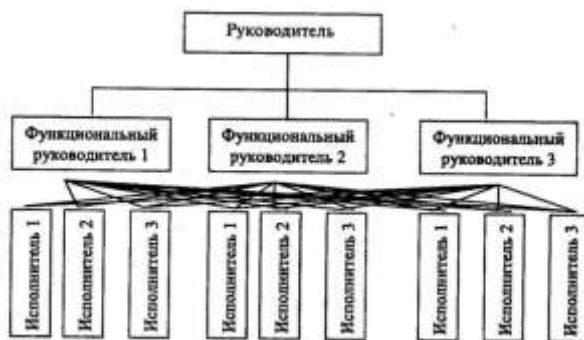 Руководитель
Функциональный
руководитель 1
Функциональный
руководитель 2
Функциональный
руководитель 3
Исполнитель 1
Исполнитель 2
Исполнитель 3
Исполнитель 1
Исполнитель 2
Исполнитель 3
Исполнитель 1
Исполнитель 2
Исполнитель 3